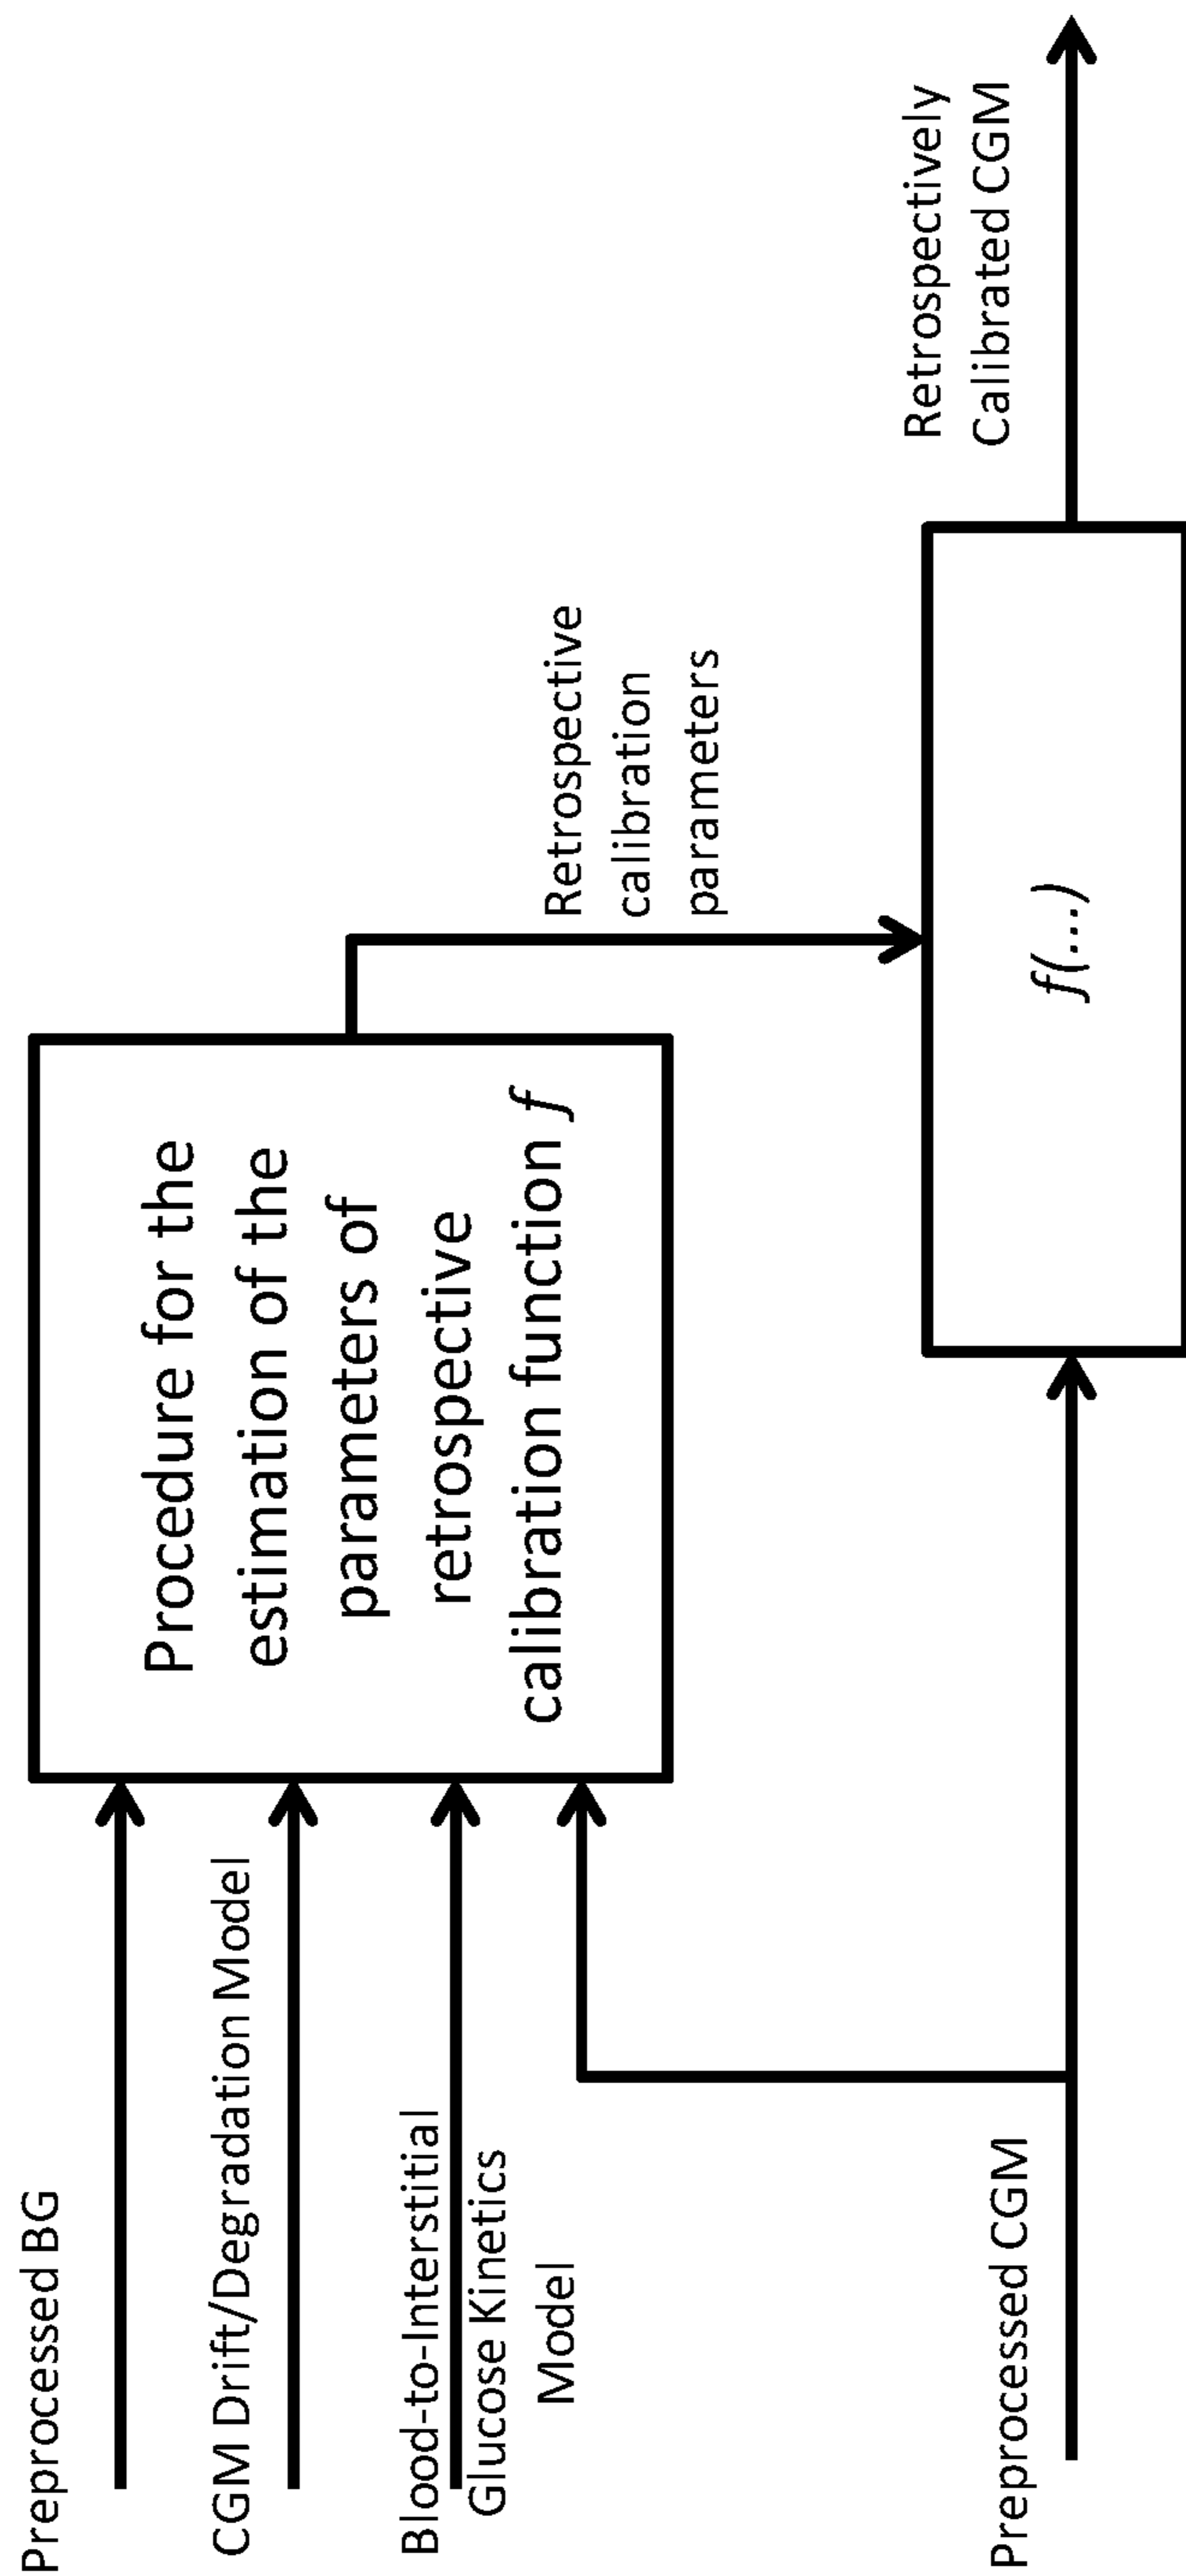 Preprocessed BG
CGM Drift/Degradation Model
Blood-to-Interstitial
Glucose Kinetics
Model
Preprocessed CGM
Procedure for the
estimation of the
parameters of
retrospective
calibration function f
Retrospective
calibration
parameters
f(...)
Retrospectively
Calibrated CGM